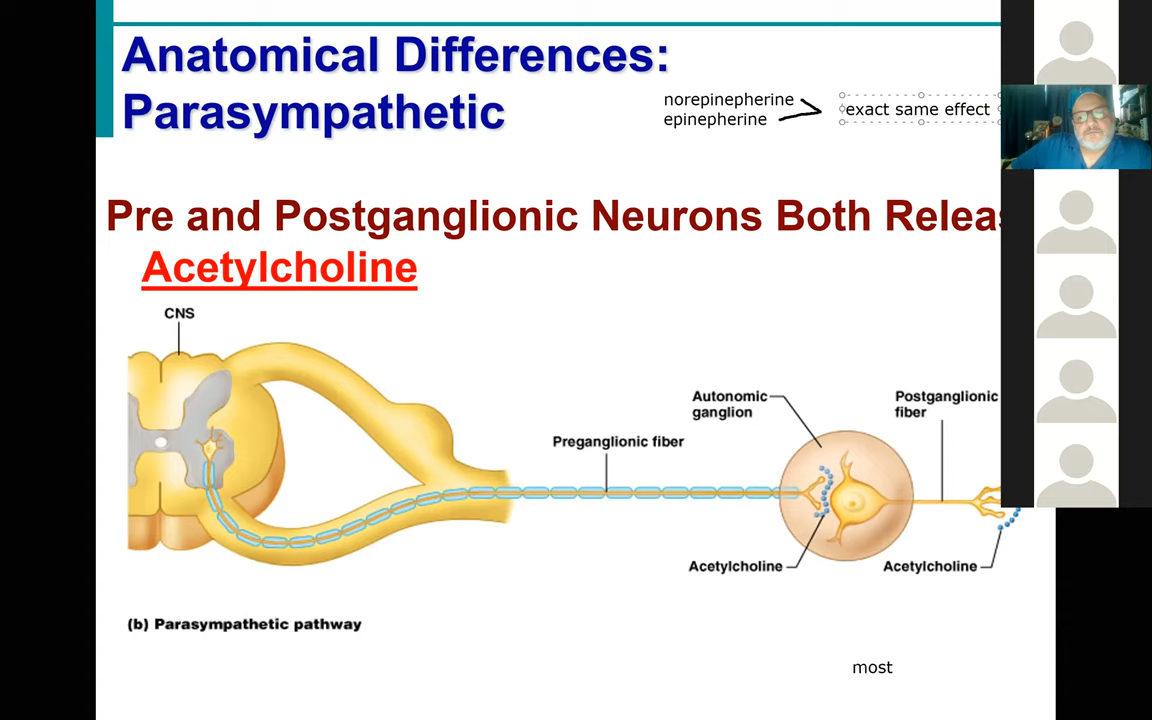 Anatomical Differences:
Parasympathetic
norepinepherine
epinepherine
exact same effect
Pre and Postganglionic Neurons Both Releas
Acetylcholine
CNS
Autonomic
ganglion
Postganglionic
fiber
Preganglionic fiber
Acetylcholine
Acetylcholine
(b) Parasympathetic pathway
most